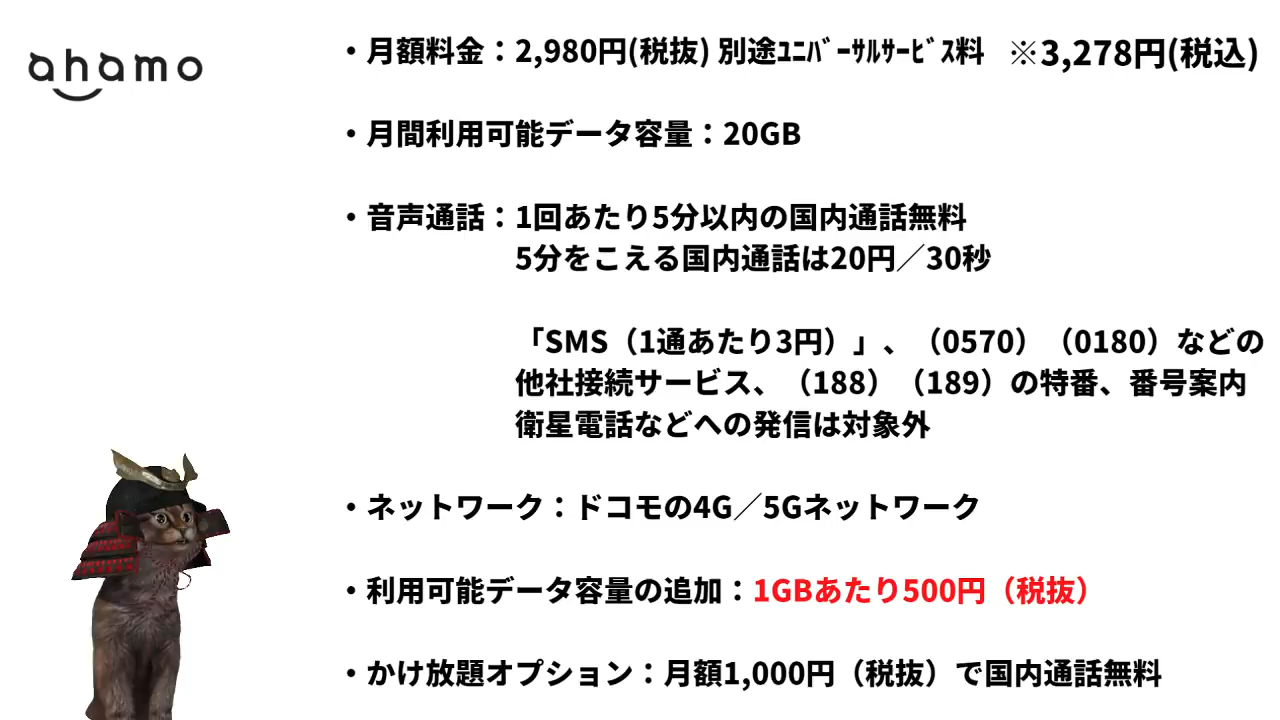 ahamo
・月額料金：2,980円(税抜) 別途ﾕﾆﾊﾞｰｻﾙｻｰﾋﾞｽ料 ※3,278円(税込)
・月間利用可能データ容量：20GB
・音声通話：1回あたり5分以内の国内通話無料
5分をこえる国内通話は20円／30秒
「SMS（1通あたり3円）」、（0570）（0180）などの
他社接続サービス、（188）（189）の特番、番号案内
衛星電話などへの発信は対象外
・ネットワーク：ドコモの4G／5Gネットワーク
・利用可能データ容量の追加：1GBあたり500円（税抜）
・かけ放題オプション：月額1,000円（税抜）で国内通話無料